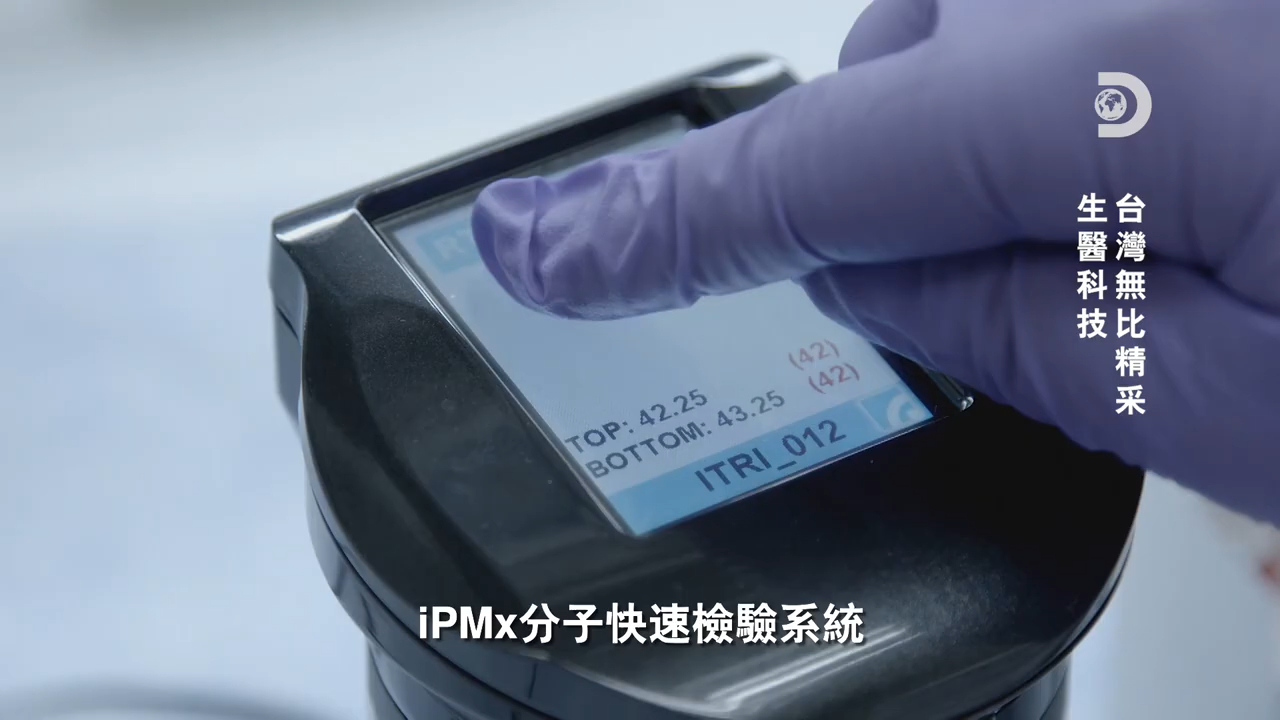 台灣無比精采
生醫科技
(42)
(42)
TOP: 42.25
BOTTOM: 43.25
ITRI_012
iPMx分子快速檢驗系統